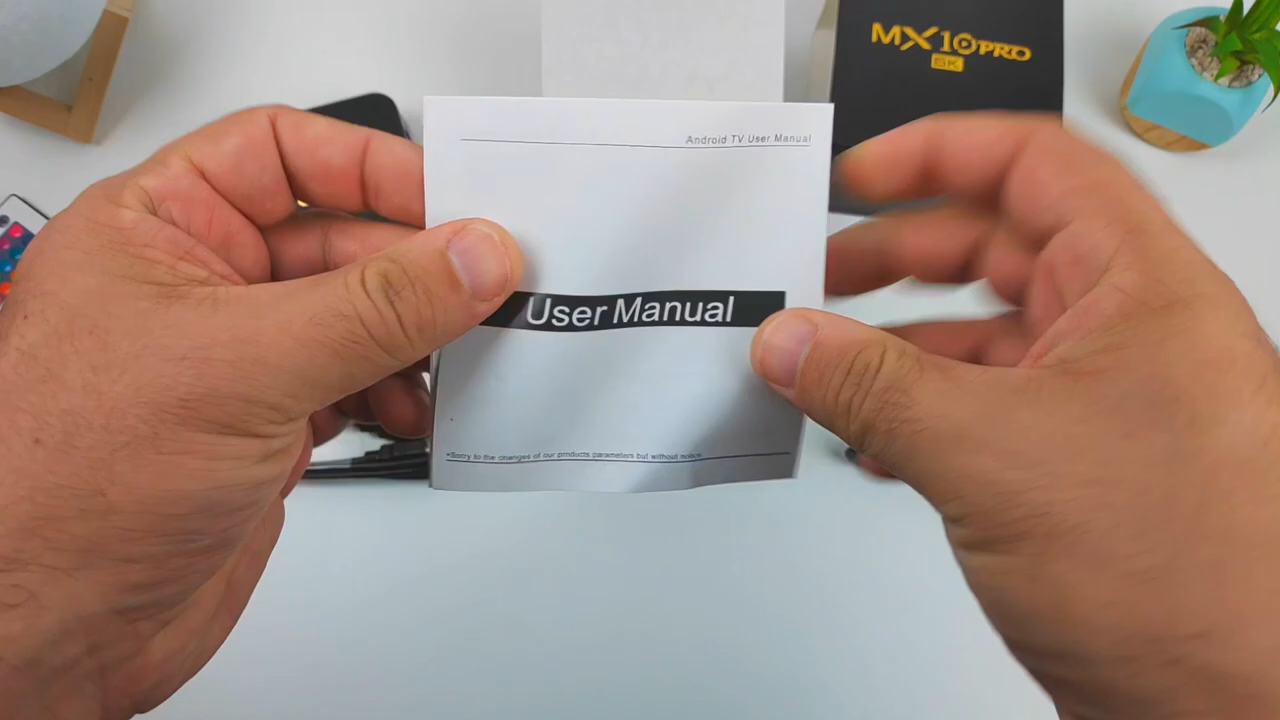 MX10PRO
6K
Android TV User Manual
User Manual
*Sorry to the changes of our products parameters but without notice